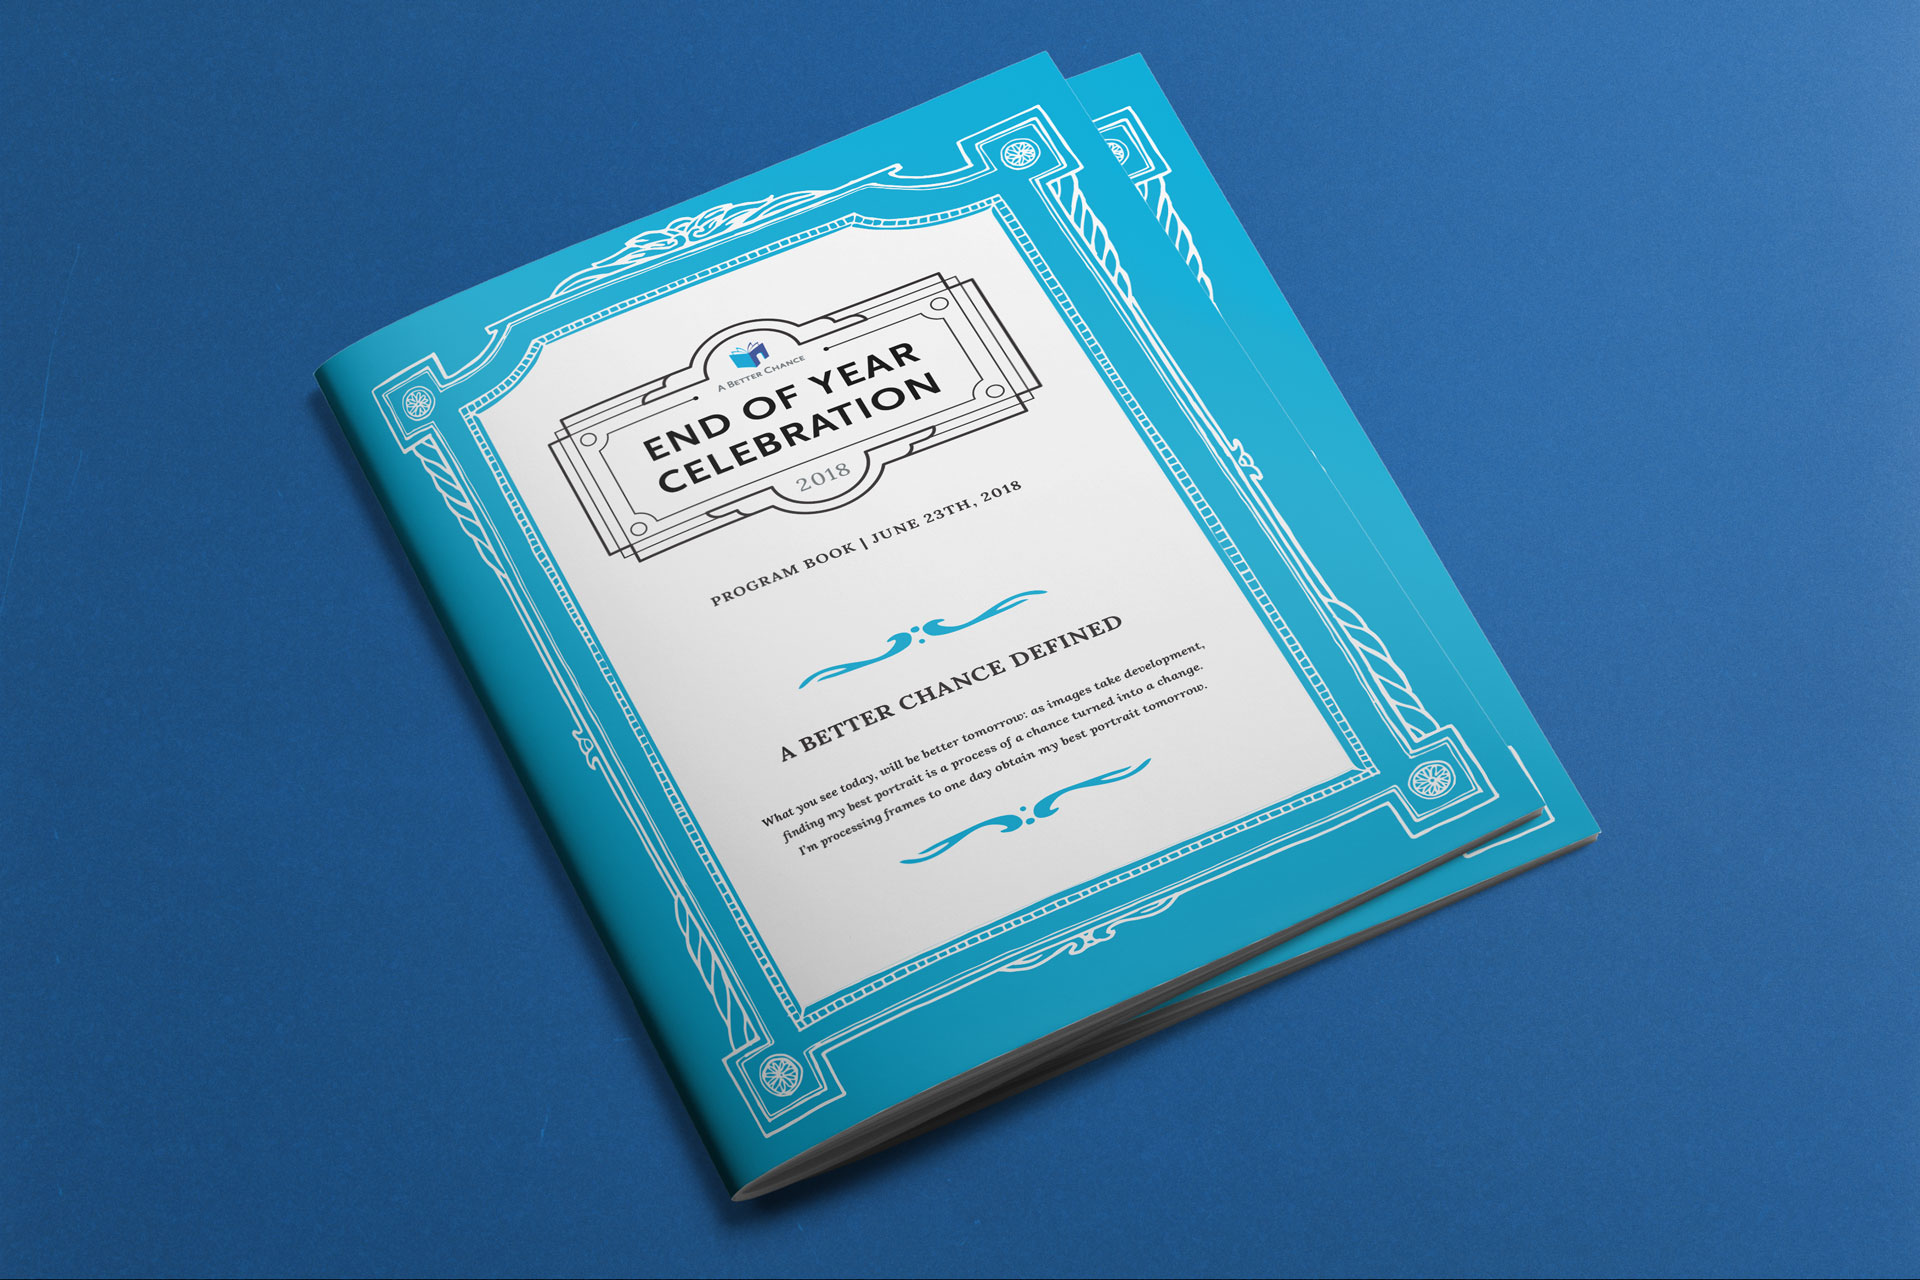 A Better Chance
END OF YEAR
CELEBRATION
2018
PROGRAM BOOK | JUNE 23TH, 2018
A BETTER CHANCE DEFINED
What you see today, will be better tomorrow: as images take development,
finding my best portrait is a process of a chance turned into a change.
I'm processing frames to one day obtain my best portrait tomorrow.